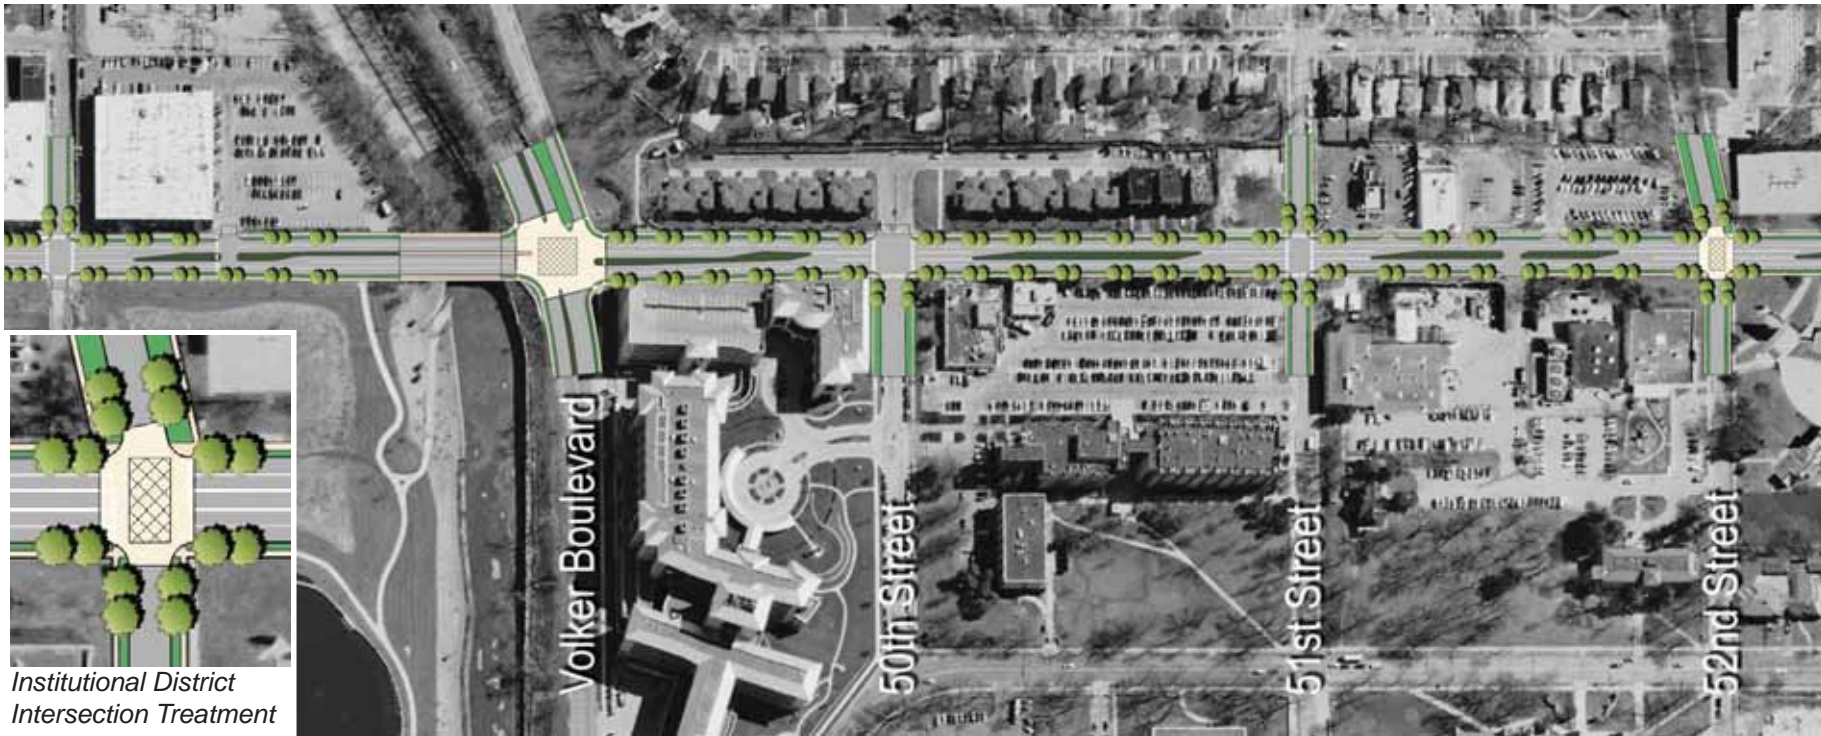 Volker Boulevard
50th Street
51st Street
52nd Street
Institutional District
Intersection Treatment